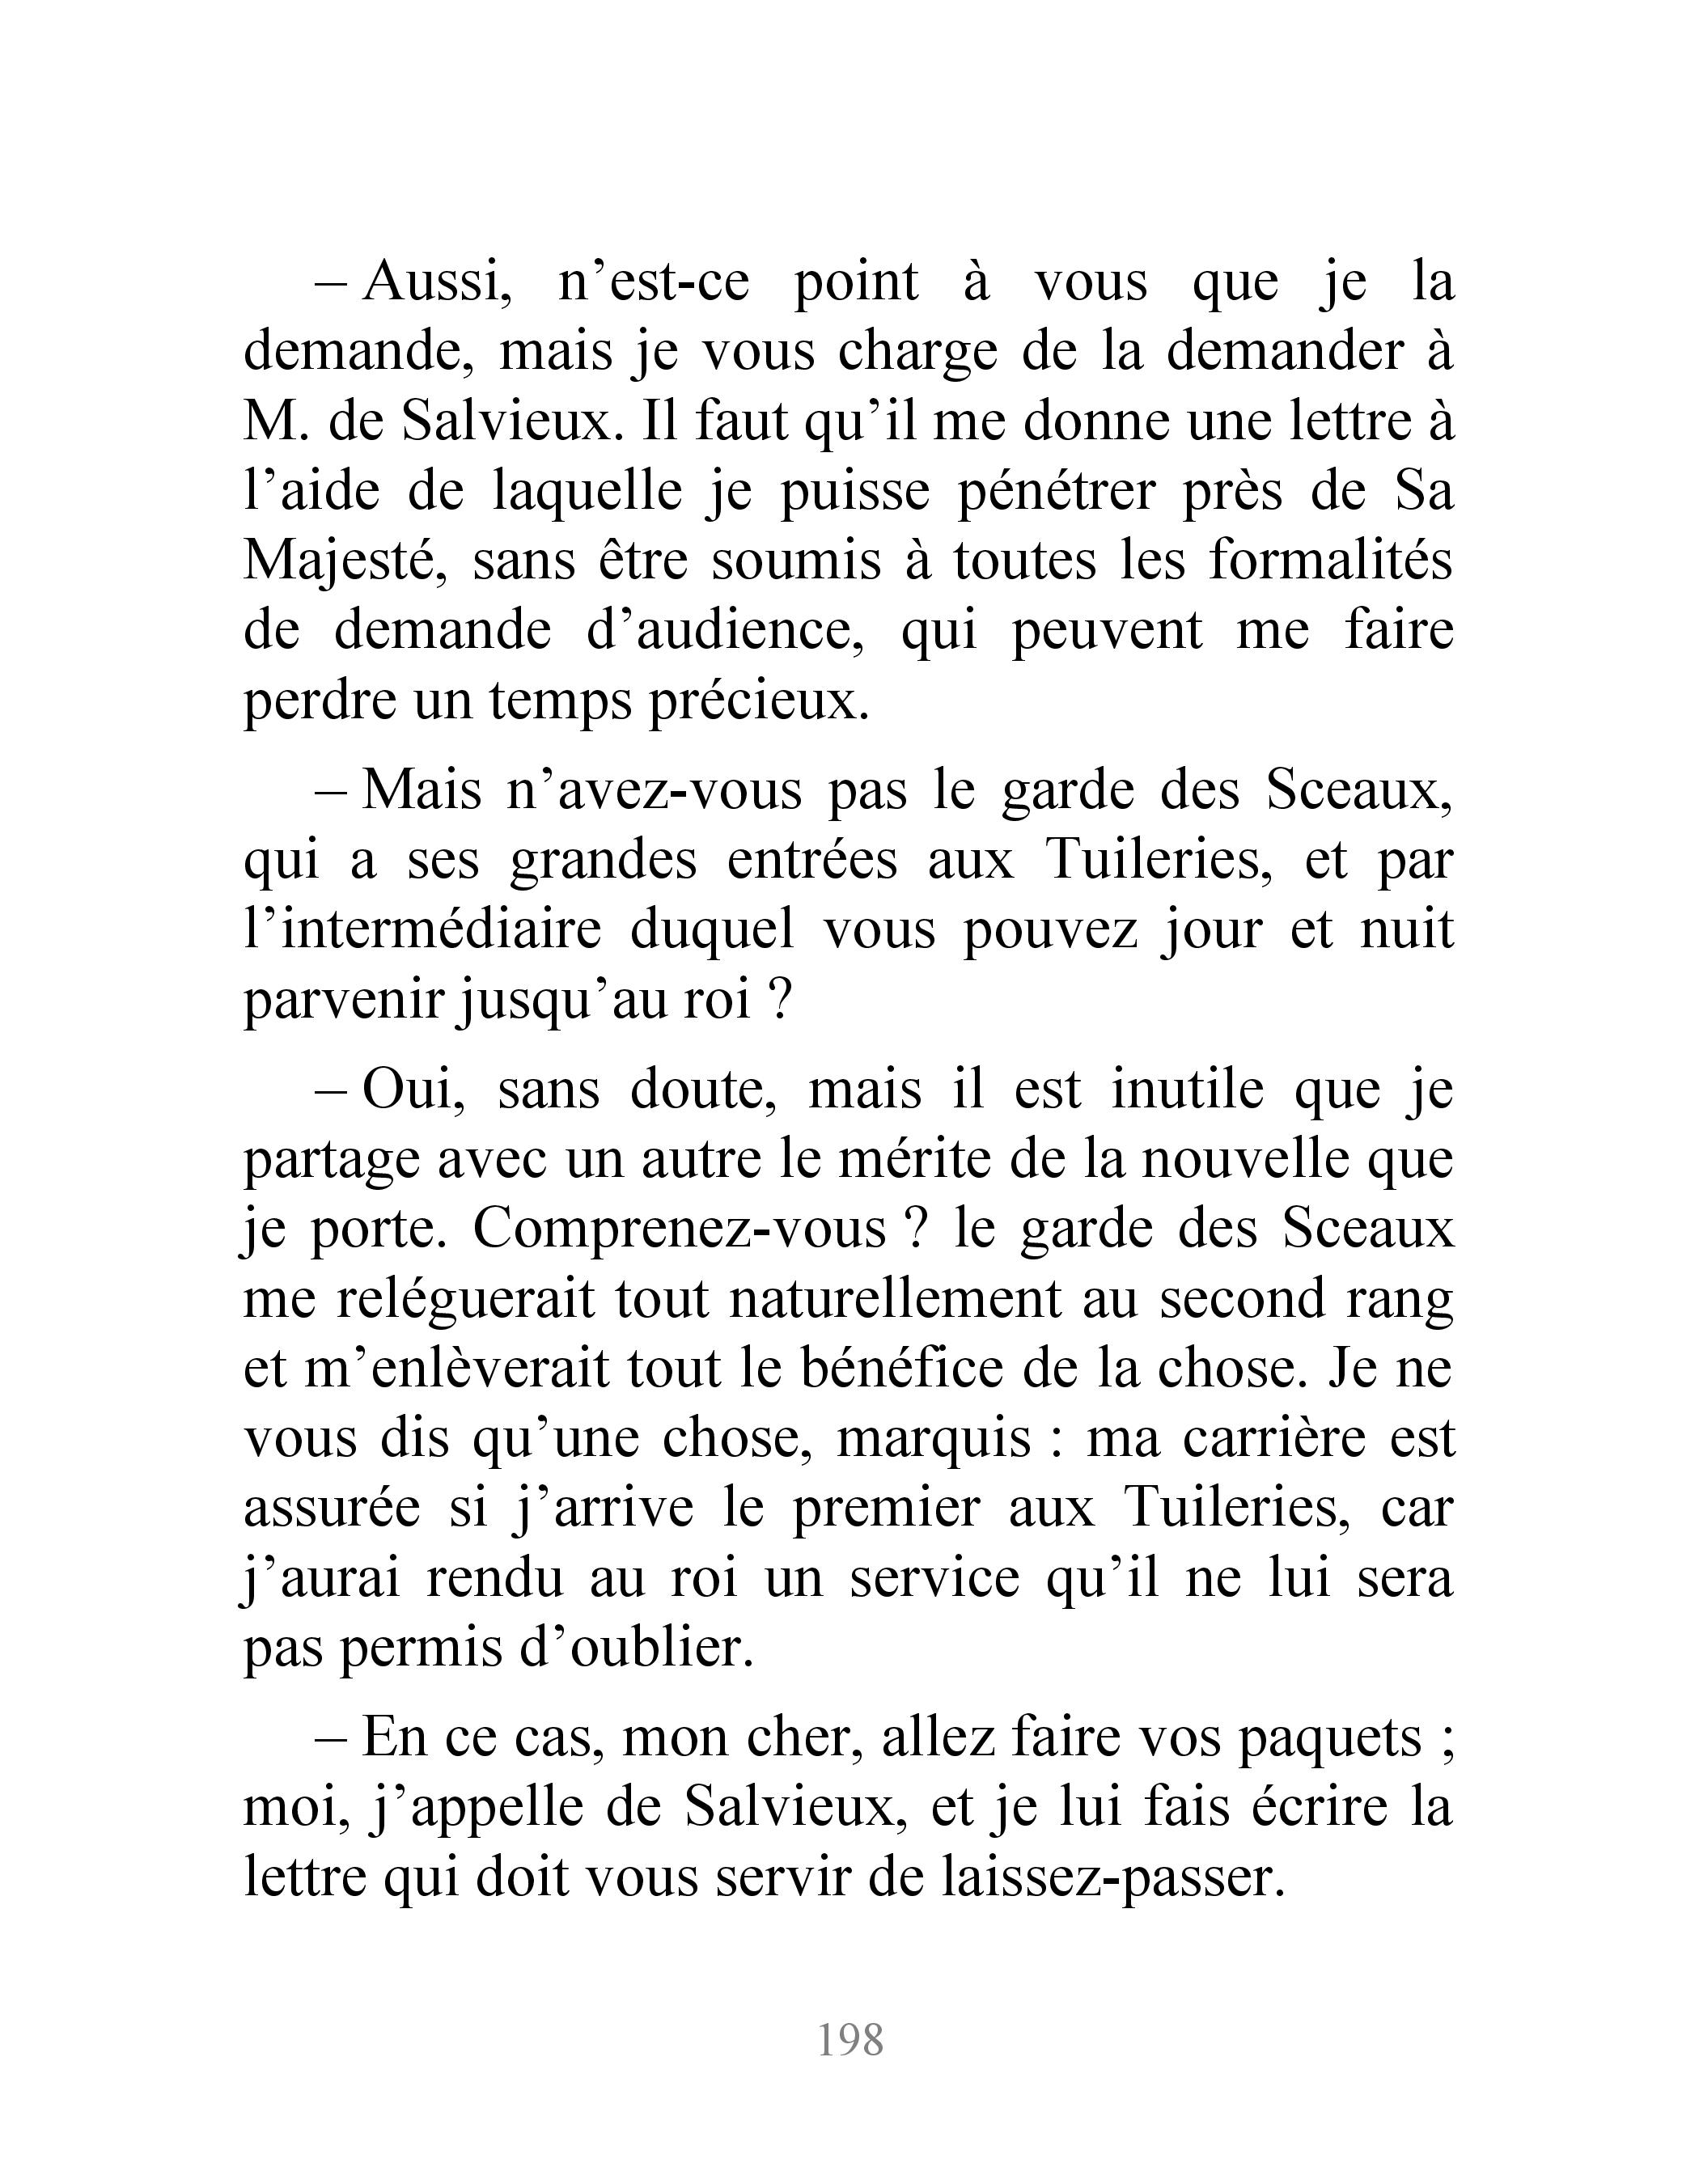 – Aussi, n’est-ce point à vous que je la
demande, mais je vous charge de la demander à
M. de Salvieux. Il faut qu’il me donne une lettre à
l’aide de laquelle je puisse pénétrer près de Sa
Majesté, sans être soumis à toutes les formalités
de demande d’audience, qui peuvent me faire
perdre un temps précieux.
– Mais n’avez-vous pas le garde des Sceaux,
qui a ses grandes entrées aux Tuileries, et par
l’intermédiaire duquel vous pouvez jour et nuit
parvenir jusqu’au roi ?
– Oui, sans doute, mais il est inutile que je
partage avec un autre le mérite de la nouvelle que
je porte. Comprenez-vous ? le garde des Sceaux
me reléguerait tout naturellement au second rang
et m’enlèverait tout le bénéfice de la chose. Je ne
vous dis qu’une chose, marquis : ma carrière est
assurée si j’arrive le premier aux Tuileries, car
j’aurai rendu au roi un service qu’il ne lui sera
pas permis d’oublier.
– En ce cas, mon cher, allez faire vos paquets ;
moi, j’appelle de Salvieux, et je lui fais écrire la
lettre qui doit vous servir de laissez-passer.
198